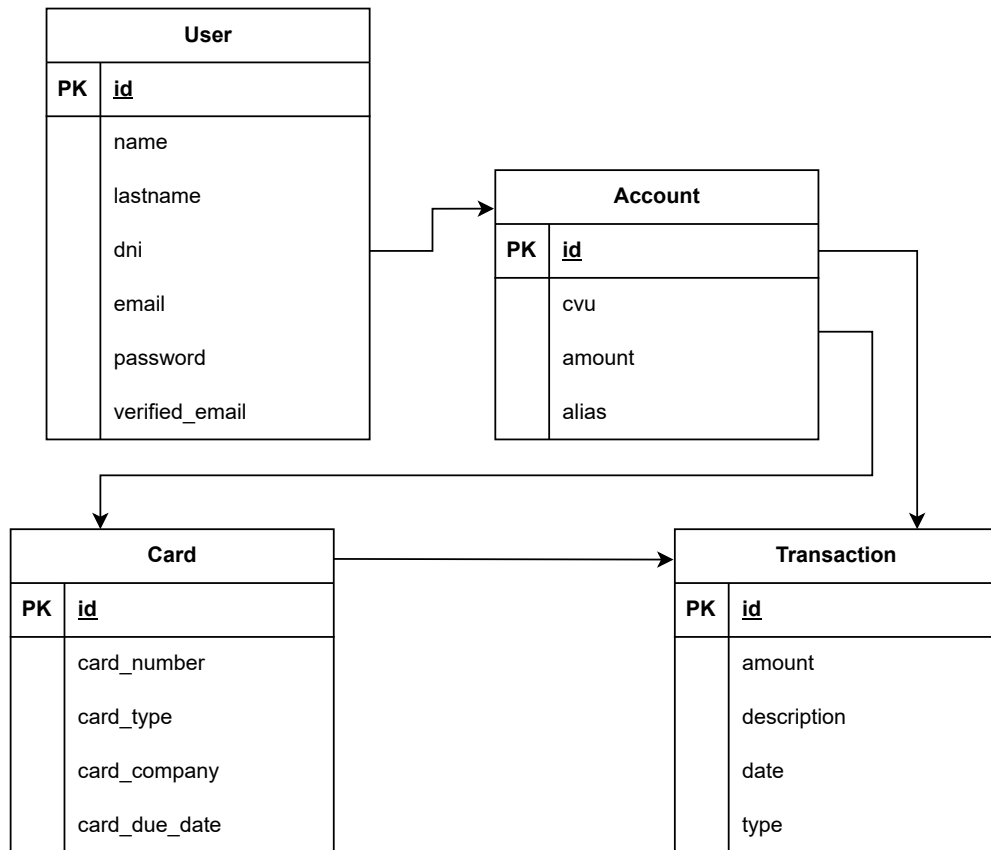 User
PK id
name
lastname
dni
email
password
verified_email
Account
PK id
cvu
amount
alias
Card
PK id
card_number
card_type
card_company
card_due_date
Transaction
PK id
amount
description
date
type